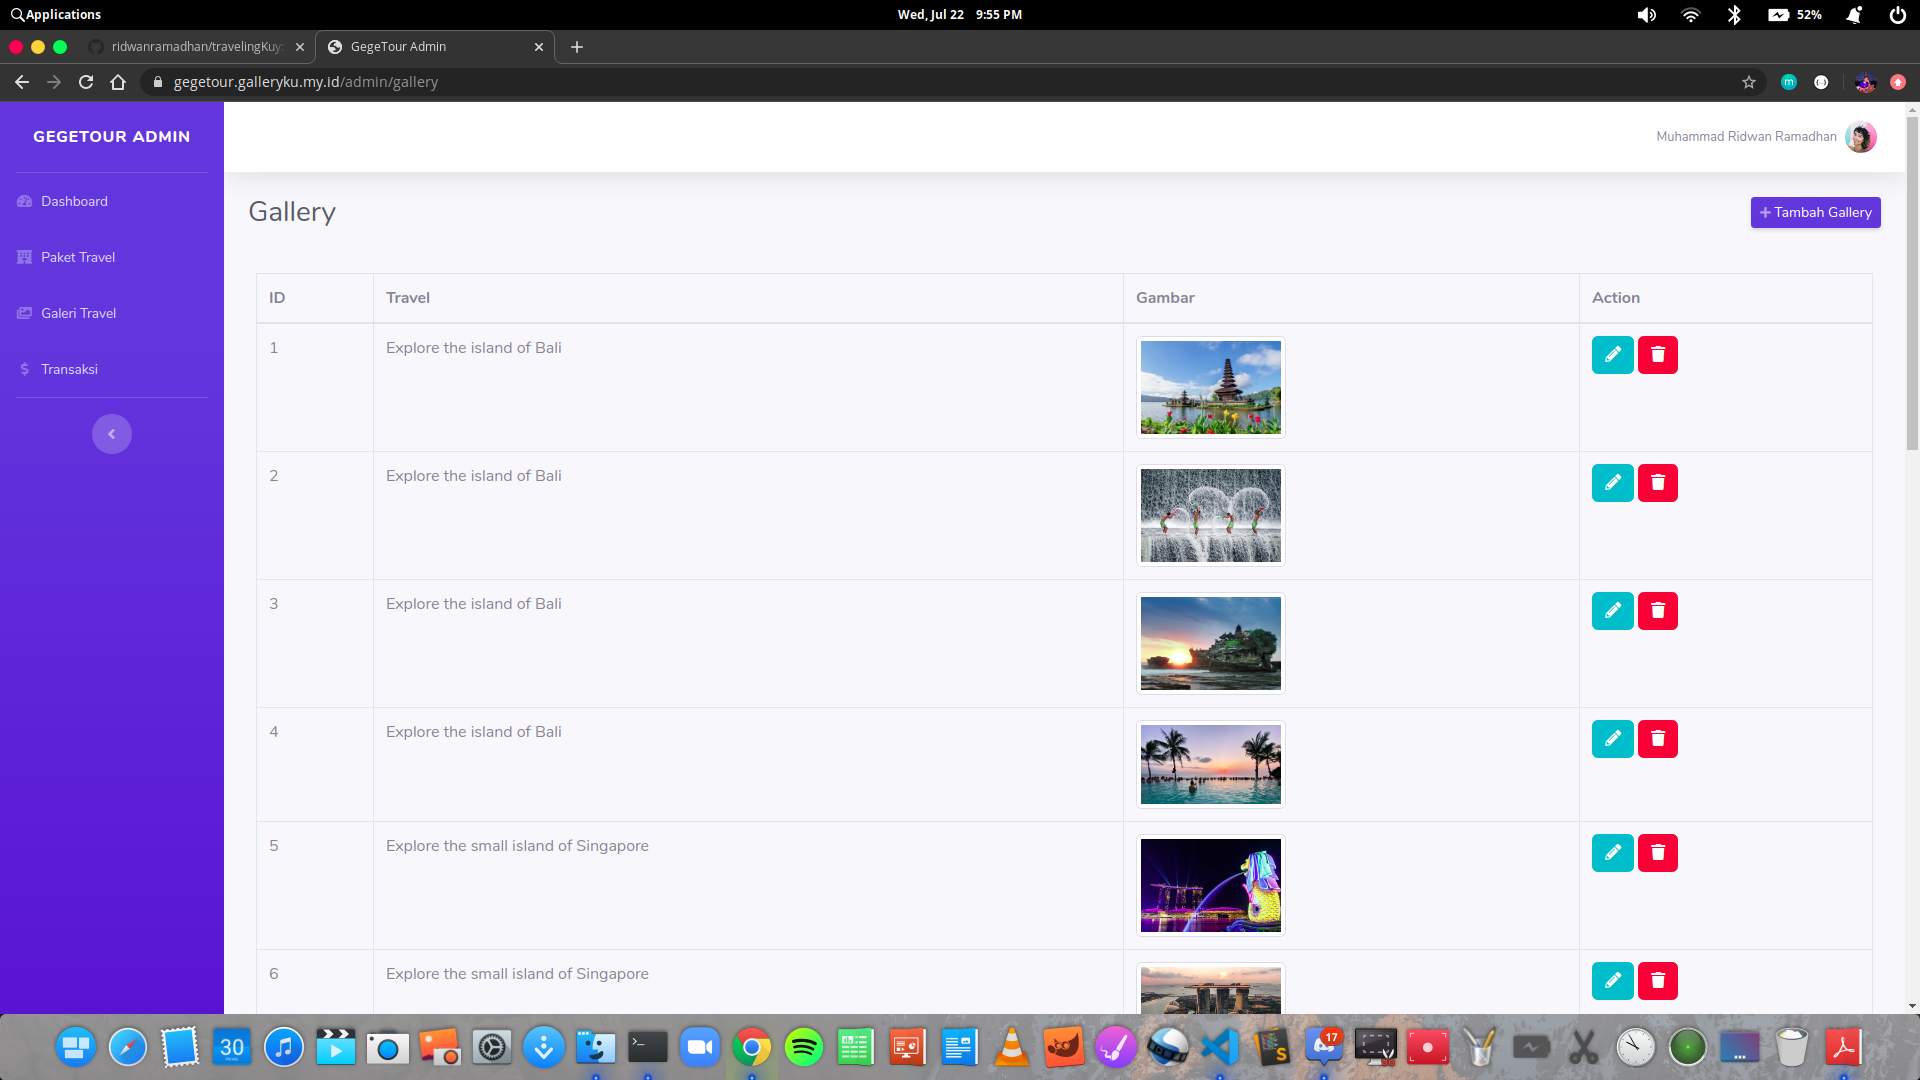 Applications
Wed, Jul 22 9:55 PM
52%
ridwanramadhan/travelingKuy
GegeTour Admin
gegetour.galleryku.my.id/admin/gallery
GEGETOUR ADMIN
Muhammad Ridwan Ramadhan
Dashboard
Paket Travel
Galeri Travel
Transaksi
Gallery
Tambah Gallery
ID Travel Gambar Action
1 Explore the island of Bali
2 Explore the island of Bali
3 Explore the island of Bali
4 Explore the island of Bali
5 Explore the small island of Singapore
6 Explore the small island of Singapore
30
17